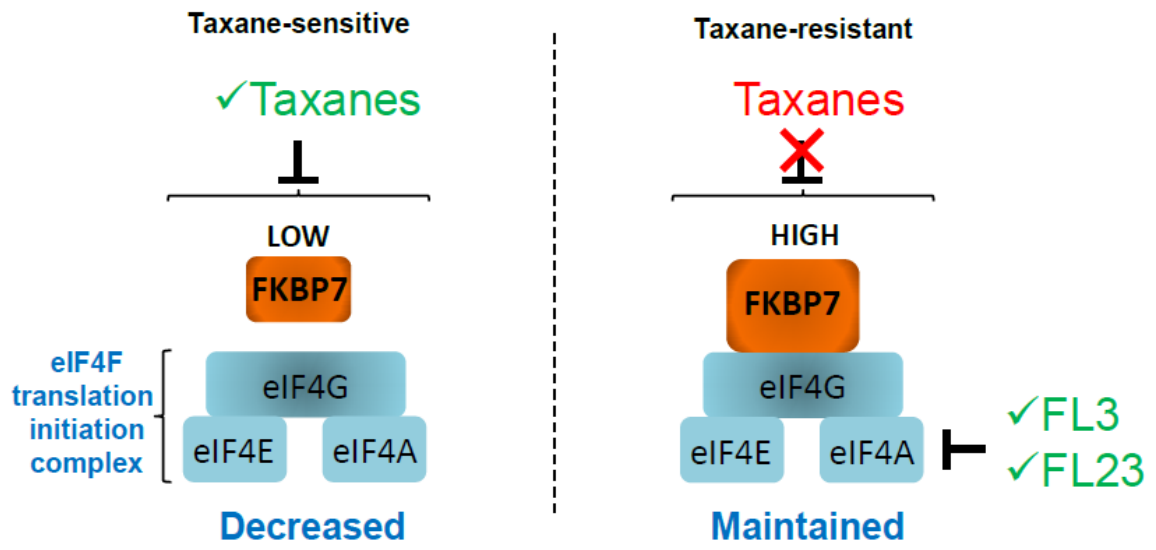 Taxane-sensitive
✓Taxanes
LOW
FKBP7
eIF4F
translation
initiation
complex
eIF4G
eIF4E
eIF4A
Decreased
Taxane-resistant
Taxanes
HIGH
FKBP7
eIF4G
eIF4E
eIF4A
✓FL3
✓FL23
Maintained